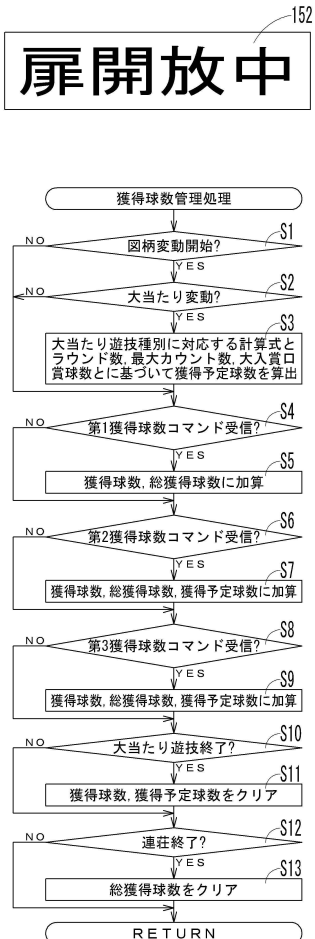 152
扉開放中
獲得球数管理処理
S1
NO
図柄変動開始?
YES
S2
NO
大当たり変動?
YES
S3
大当たり遊技種別に対応する計算式と
ラウンド数,最大カウント数,大入賞口
賞球数とに基づいて獲得予定球数を算出
S4
NO
第1獲得球数コマンド受信?
YES
S5
獲得球数,総獲得球数に加算
S6
NO
第2獲得球数コマンド受信?
YES
S7
獲得球数,総獲得球数,獲得予定球数に加算
S8
NO
第3獲得球数コマンド受信?
YES
S9
獲得球数,総獲得球数,獲得予定球数に加算
S10
NO
大当たり遊技終了?
YES
S11
獲得球数,獲得予定球数をクリア
S12
NO
連荘終了?
YES
S13
総獲得球数をクリア
RETURN